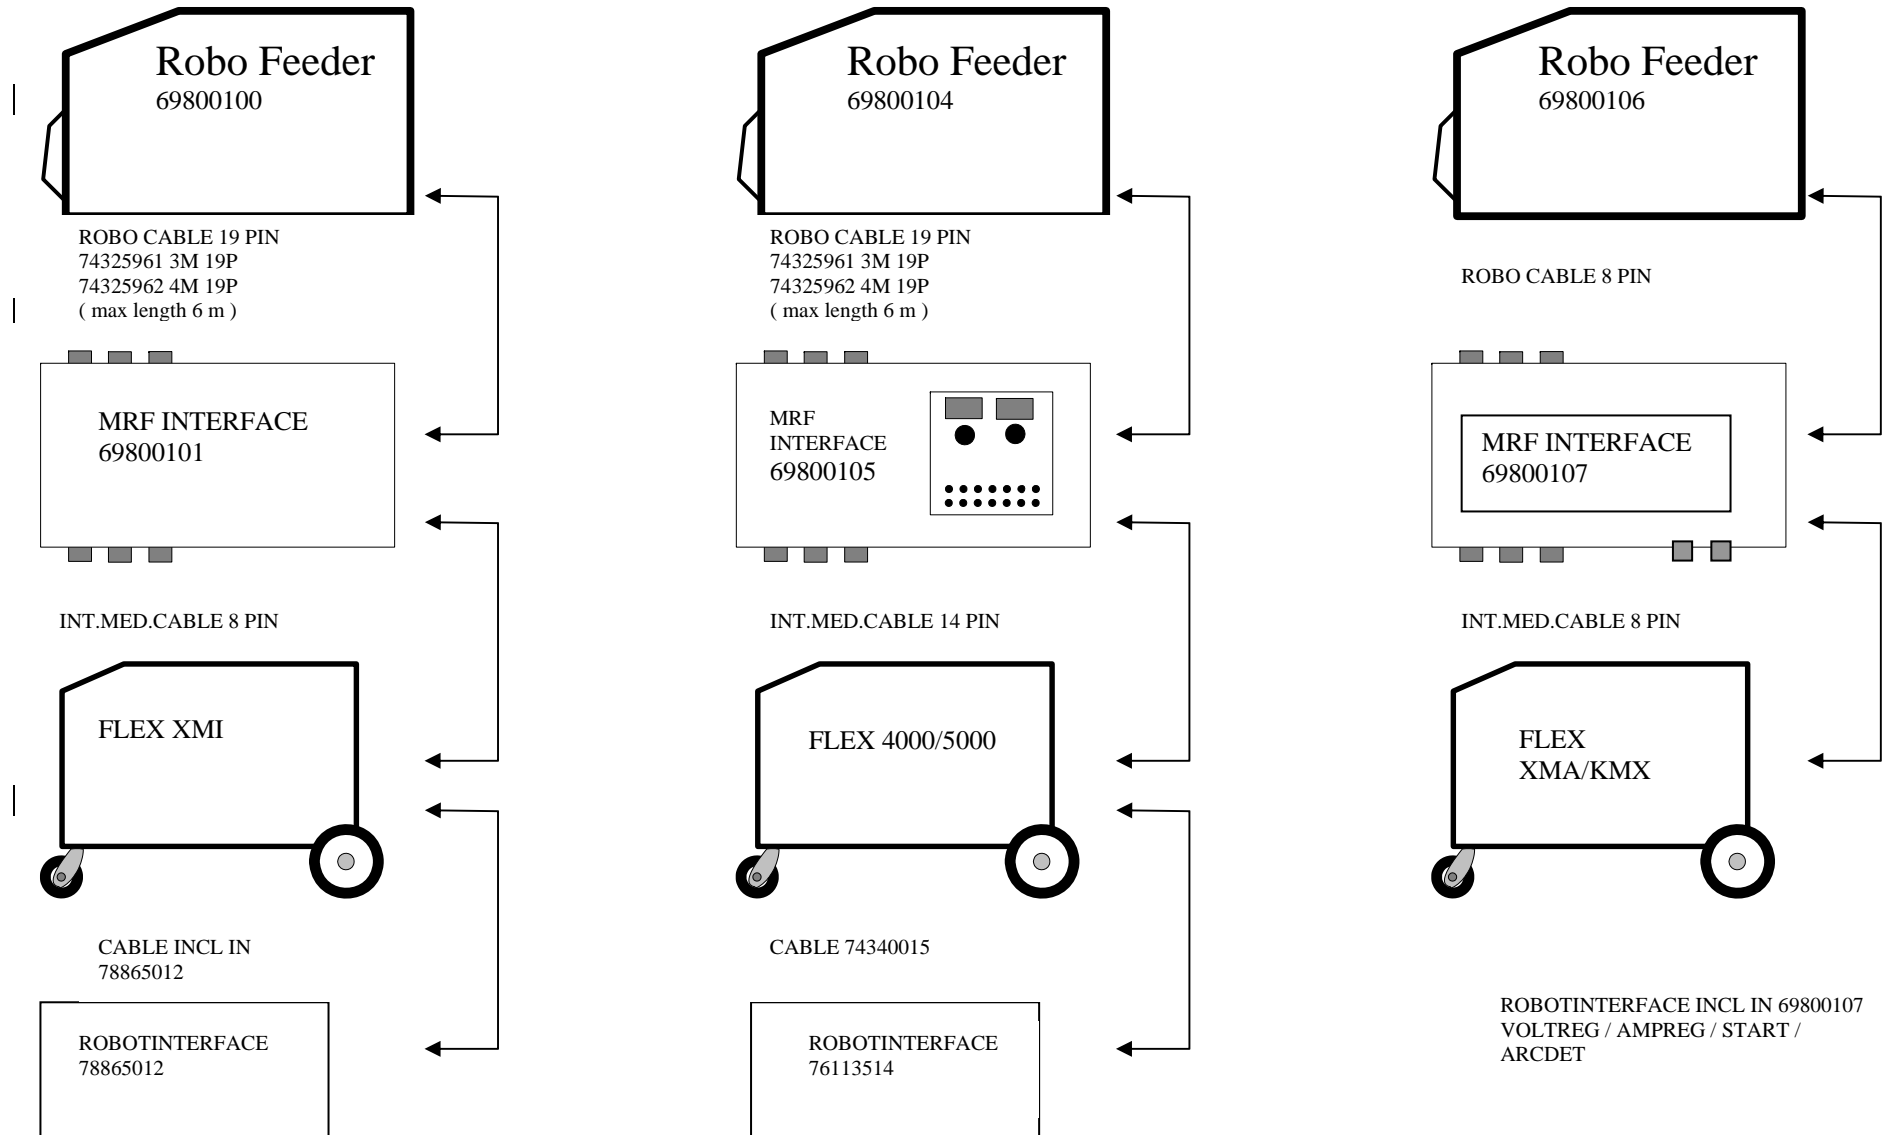 Robo Feeder
69800100
ROBO CABLE 19 PIN
74325961 3M 19P
74325962 4M 19P
( max length 6 m )
MRF INTERFACE
69800101
INT.MED.CABLE 8 PIN
FLEX XMI
CABLE INCL IN
78865012
ROBOTINTERFACE
78865012
Robo Feeder
69800104
ROBO CABLE 19 PIN
74325961 3M 19P
74325962 4M 19P
( max length 6 m )
MRF
INTERFACE
69800105
INT.MED.CABLE 14 PIN
FLEX 4000/5000
CABLE 74340015
ROBOTINTERFACE
76113514
Robo Feeder
69800106
ROBO CABLE 8 PIN
MRF INTERFACE
69800107
INT.MED.CABLE 8 PIN
FLEX
XMA/KMX
ROBOTINTERFACE INCL IN 69800107
VOLTREG / AMPREG / START /
ARCDET